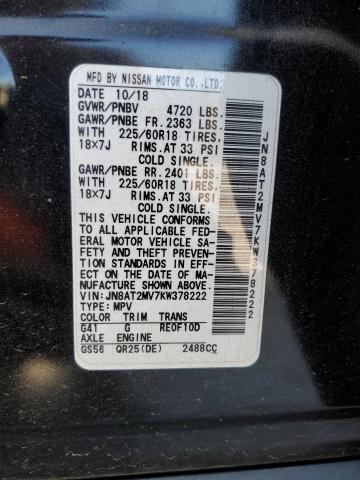 MFD BY NISSAN MOTOR CO.,LTD.
DATE 10/18
GVWR/PNBV 4720 LBS.
GAWR/PNBE FR. 2363 LBS.
WITH 225/60R18 TIRES.
18×7J RIMS.AT 33 PSI
COLD SINGLE.
GAWR/PNBE RR. 2401 LBS.
WITH 225/60R18 TIRES.
18×7J RIMS.AT 33 PSI
COLD SINGLE.
THIS VEHICLE CONFORMS
TO ALL APPLICABLE FED-
ERAL MOTOR VEHICLE SA-
FETY AND THEFT PREVEN-
TION STANDARDS IN EFF-
ECT ON THE DATE OF MA-
NUFACTURE SHOWN ABOVE.
VIN:JN8AT2MV7KW378222
TYPE:MPV
COLOR TRIM TRANS
G41 G RE0F10D
AXLE ENGINE
GS56 QR25(DE) 2488CC
JN8AT2MV7KW378222